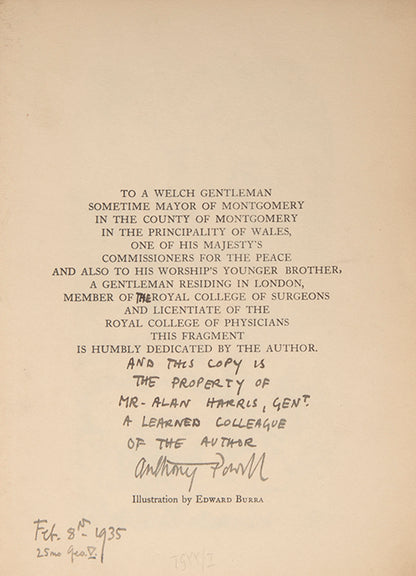 TO A WELCH GENTLEMAN
SOMETIME MAYOR OF MONTGOMERY
IN THE COUNTY OF MONTGOMERY
IN THE PRINCIPALITY OF WALES,
ONE OF HIS MAJESTY'S
COMMISSIONERS FOR THE PEACE
AND ALSO TO HIS WORSHIP'S YOUNGER BROTHER,
A GENTLEMAN RESIDING IN LONDON,
MEMBER OF THE ROYAL COLLEGE OF SURGEONS
AND LICENTIATE OF THE
ROYAL COLLEGE OF PHYSICIANS
THIS FRAGMENT
IS HUMBLY DEDICATED BY THE AUTHOR.
AND THIS COPY IS
THE PROPERTY OF
MR. ALAN HARRIS, GENT.
A LEARNED COLLEAGUE
OF THE AUTHOR
Anthony Powell
Illustration by EDWARD BURRA
Feb. 8th 1935
Geo. V.